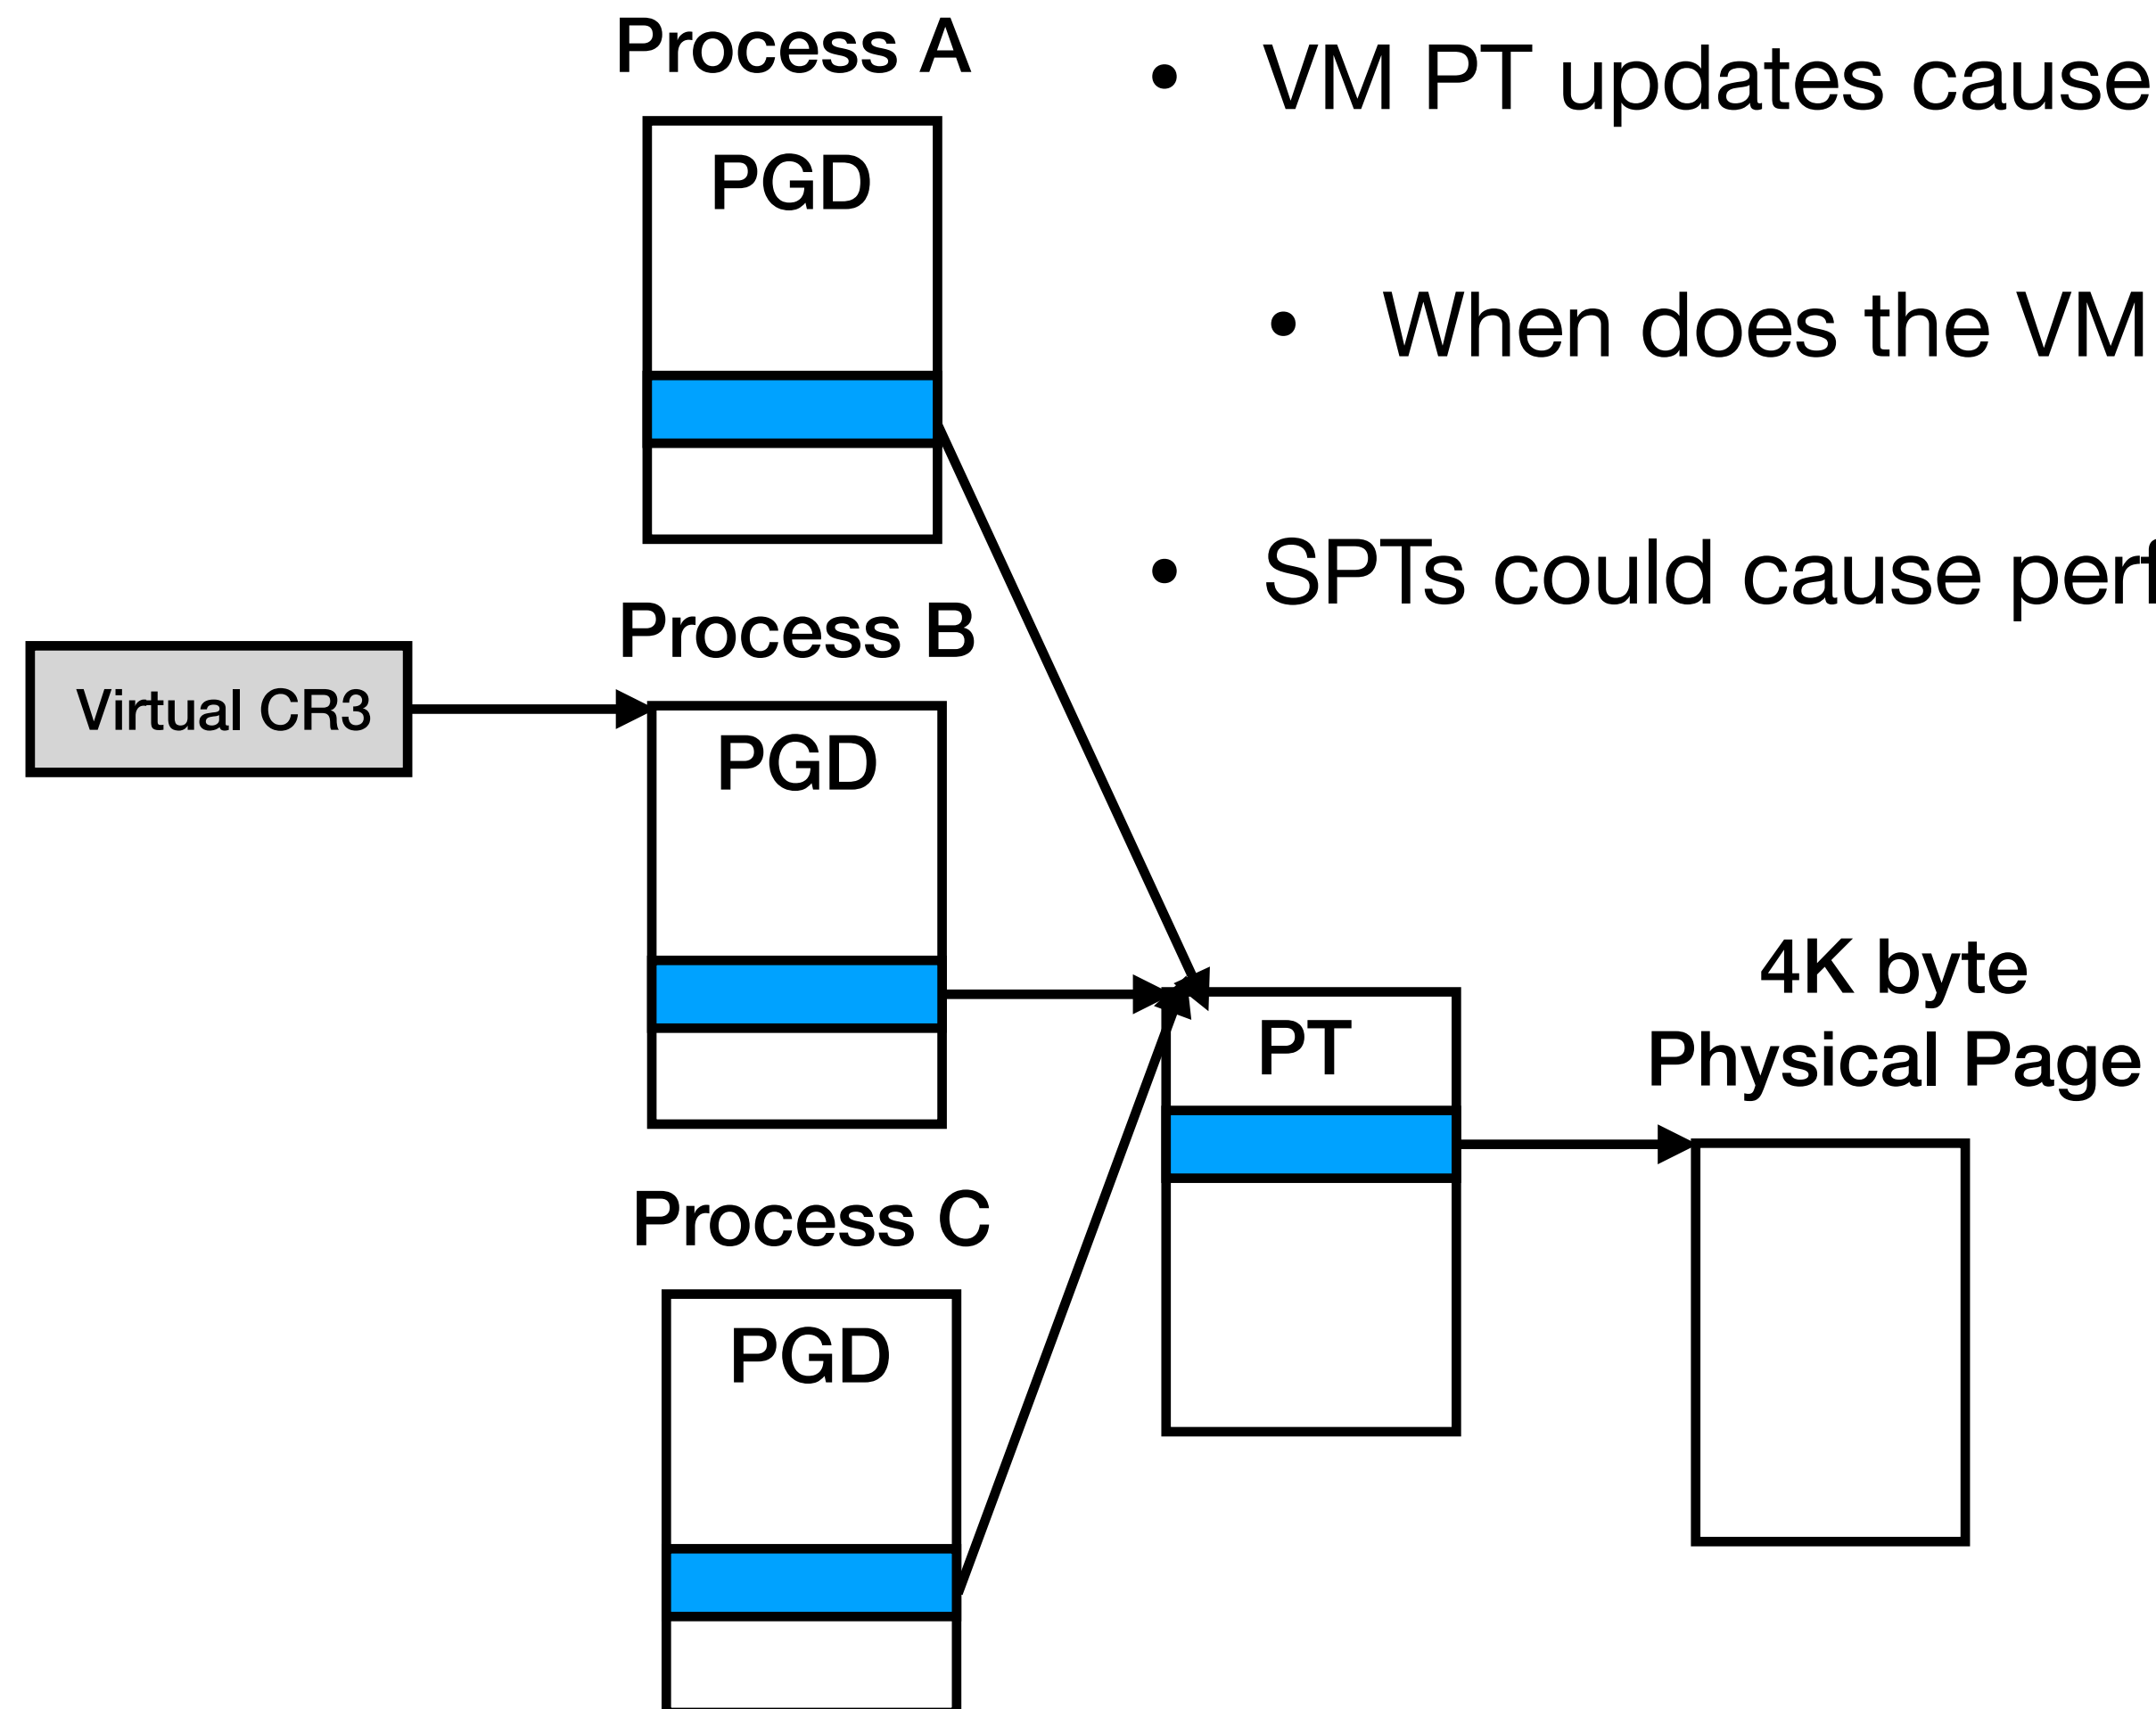 Process A
PGD
Process B
Virtual CR3
PGD
Process C
PGD
• VM PT updates cause
• When does the VM
• SPTs could cause
PT
4K byte
Physical Page